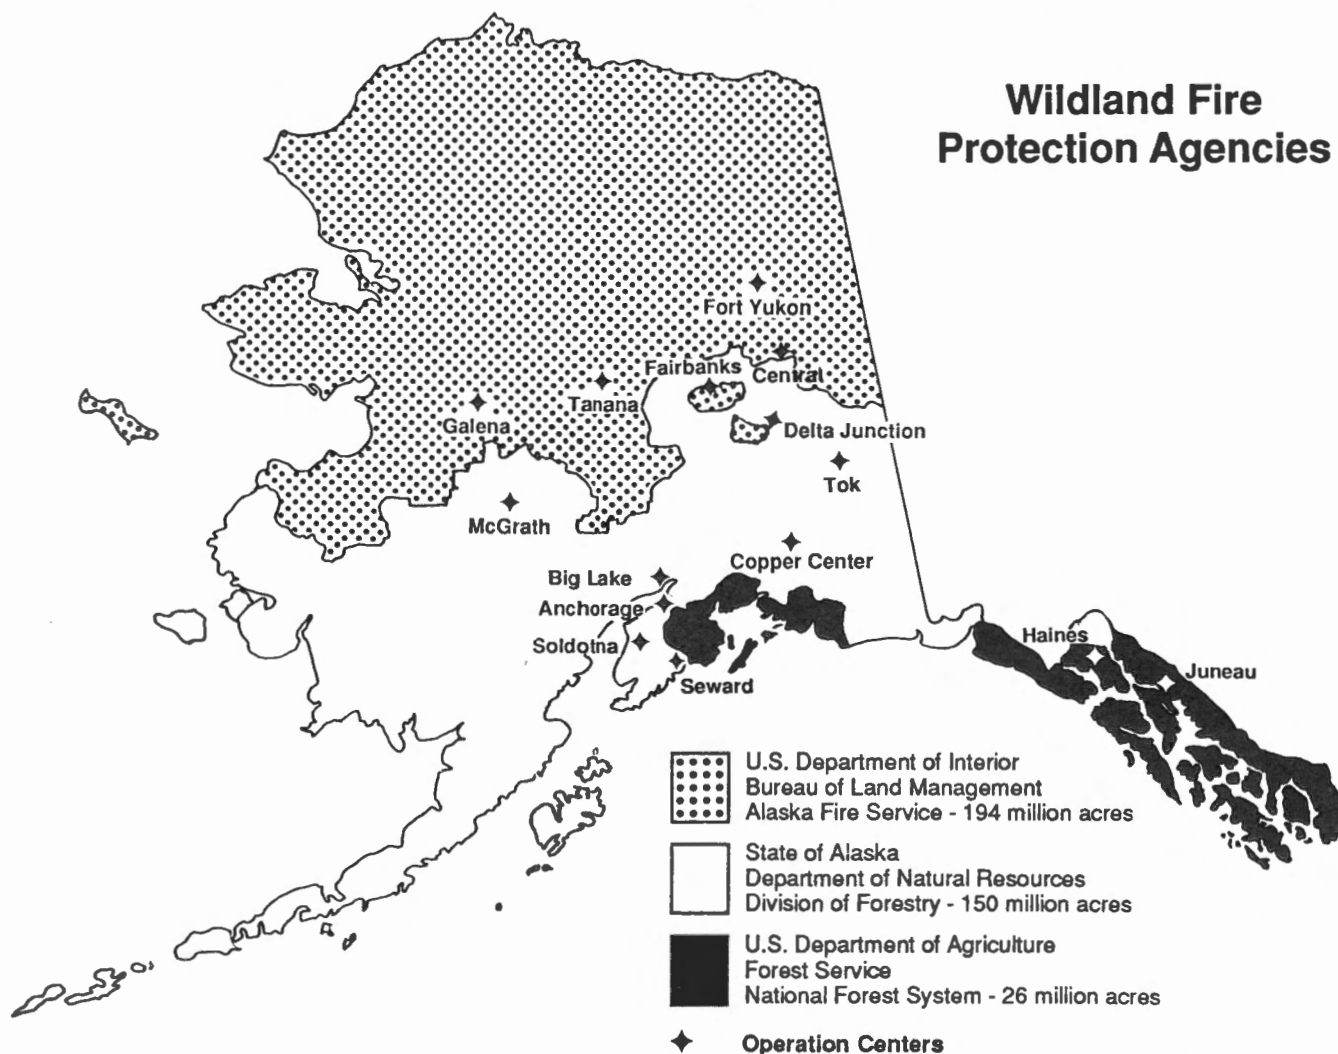 Wildland Fire
Protection Agencies
Fort Yukon
Fairbanks
Central
Tanana
Galena
Delta Junction
Tok
McGrath
Copper Center
Big Lake
Anchorage
Soldotna
Seward
Haines
Juneau
U.S. Department of Interior
Bureau of Land Management
Alaska Fire Service - 194 million acres
State of Alaska
Department of Natural Resources
Division of Forestry - 150 million acres
U.S. Department of Agriculture
Forest Service
National Forest System - 26 million acres
Operation Centers